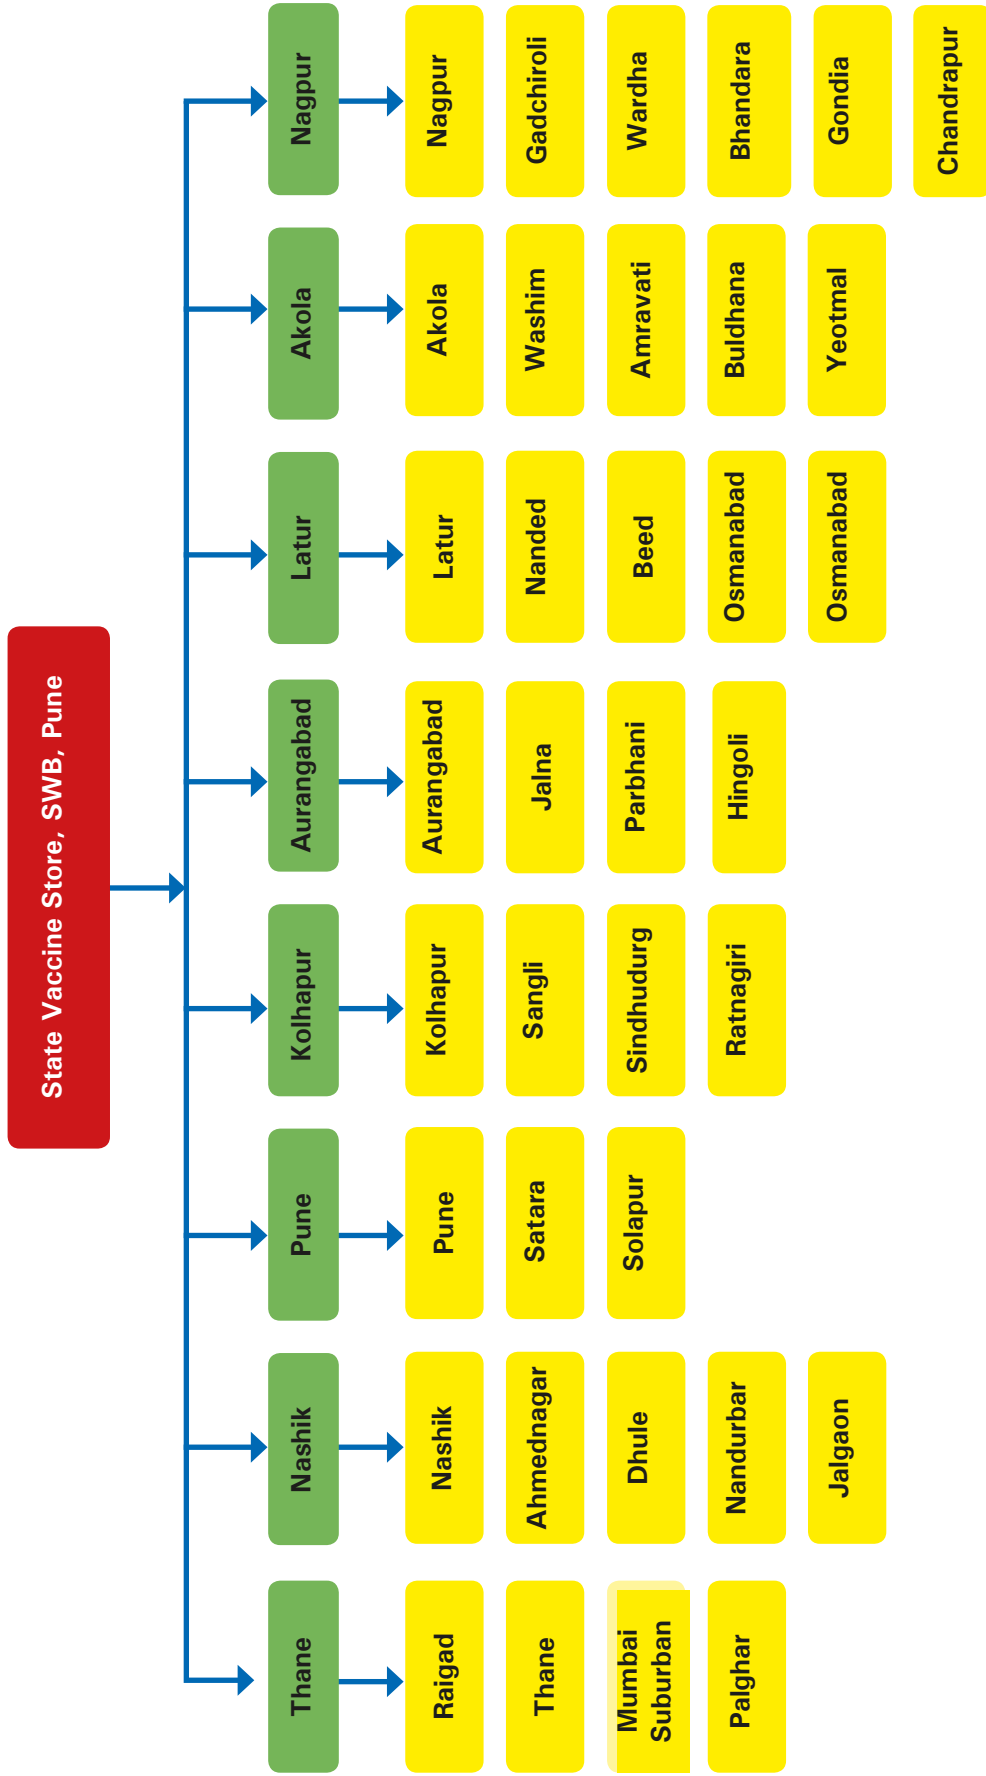 State Vaccine Store, SWB, Pune
Thane
Nashik
Pune
Kolhapur
Aurangabad
Latur
Akola
Nagpur
Raigad
Thane
Mumbai
Suburban
Palghar
Nashik
Ahmednagar
Dhule
Nandurbar
Jalgaon
Pune
Satara
Solapur
Kolhapur
Sangli
Sindhudurg
Ratnagiri
Aurangabad
Jalna
Parbhani
Hingoli
Latur
Nanded
Beed
Osmanabad
Osmanabad
Akola
Washim
Amravati
Buldhana
Yeotmal
Nagpur
Gadchiroli
Wardha
Bhandara
Gondia
Chandrapur